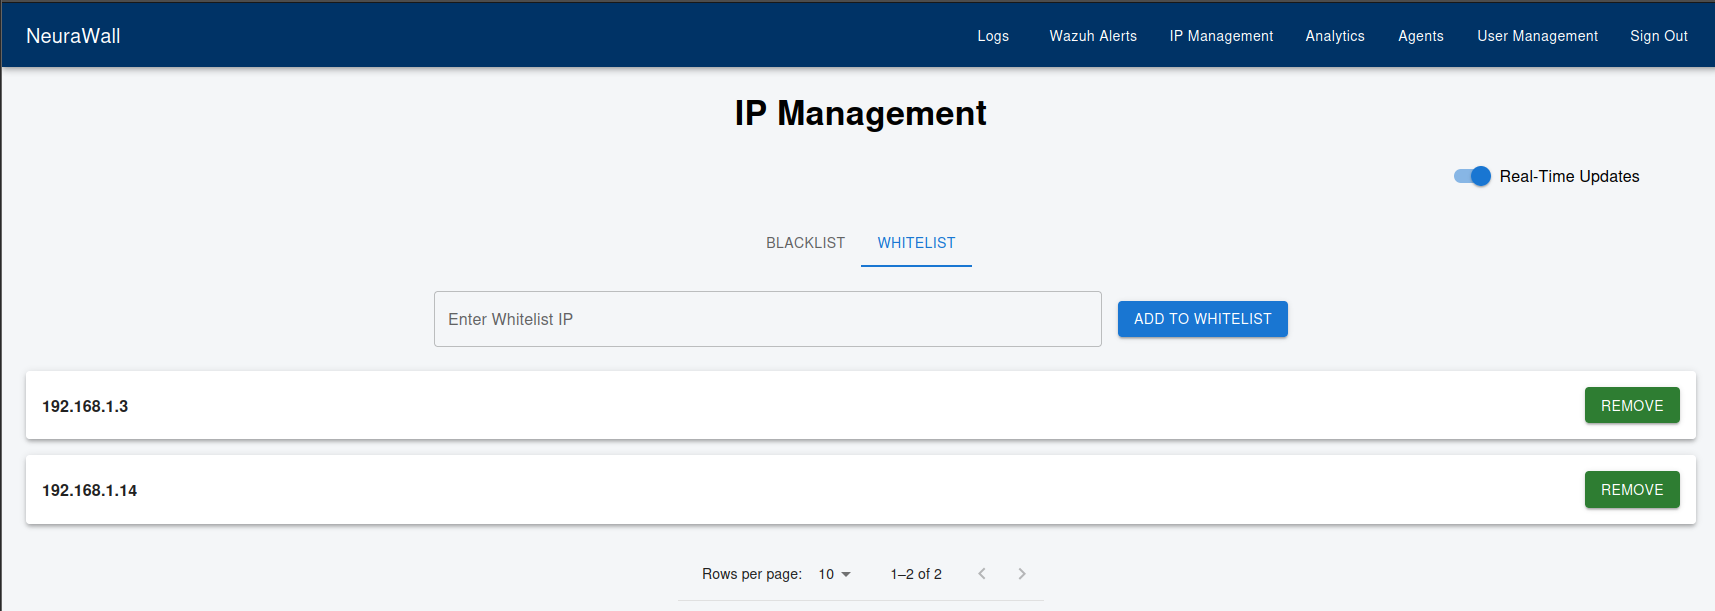 NeuraWall Logs Wazuh Alerts IP Management Analytics Agents User Management Sign Out
IP Management
Real-Time Updates
BLACKLIST WHITELIST
Enter Whitelist IP ADD TO WHITELIST
192.168.1.3 REMOVE
192.168.1.14 REMOVE
Rows per page: 10 1–2 of 2